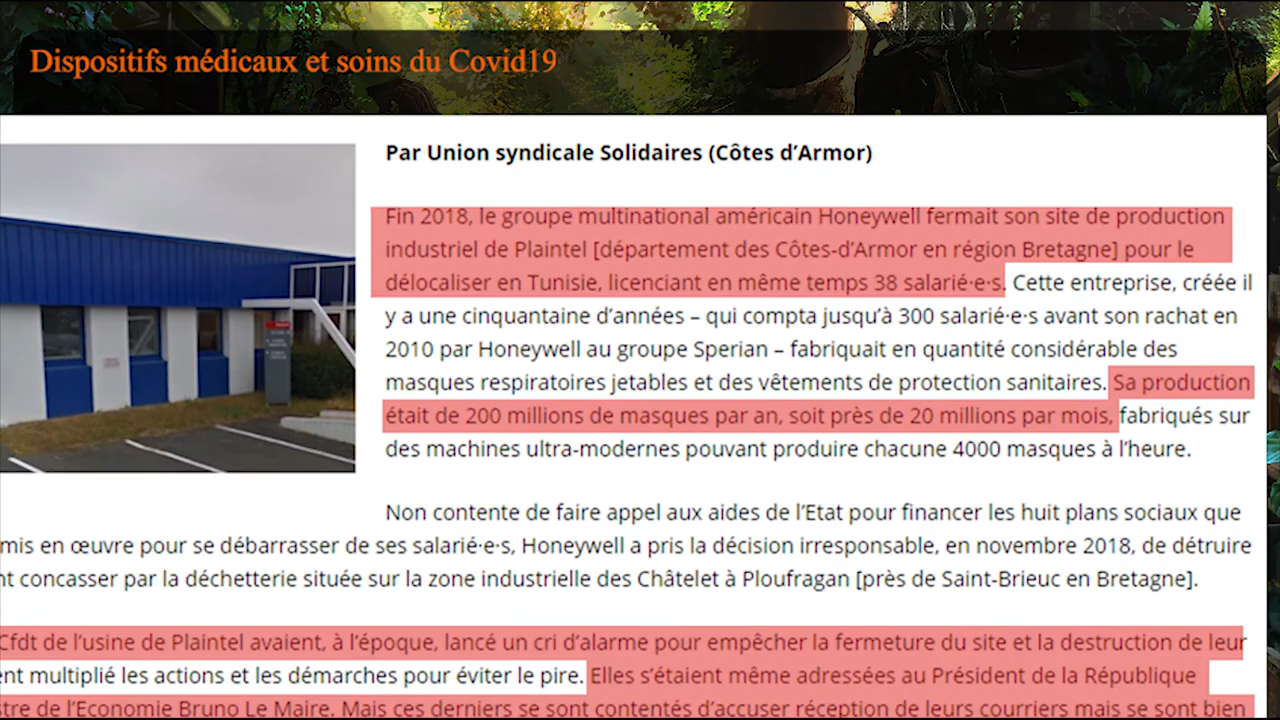 Dispositifs médicaux et soins du Covid19
Par Union syndicale Solidaires (Côtes d’Armor)
Fin 2018, le groupe multinational américain Honeywell fermait son site de production
industriel de Plaintel [département des Côtes-d’Armor en région Bretagne] pour le
délocaliser en Tunisie, licenciant en même temps 38 salarié·e·s. Cette entreprise, créée il
y a une cinquantaine d’années – qui compta jusqu’à 300 salarié·e·s avant son rachat en
2010 par Honeywell au groupe Sperian – fabriquait en quantité considérable des
masques respiratoires jetables et des vêtements de protection sanitaires. Sa production
était de 200 millions de masques par an, soit près de 20 millions par mois, fabriqués sur
des machines ultra-modernes pouvant produire chacune 4000 masques à l’heure.
Non contente de faire appel aux aides de l’Etat pour financer les huit plans sociaux que
mis en œuvre pour se débarrasser de ses salarié·e·s, Honeywell a pris la décision irresponsable, en novembre 2018, de détruire
nt concasser par la déchetterie située sur la zone industrielle des Châtelet à Ploufragan [près de Saint-Brieuc en Bretagne].
Cfdt de l’usine de Plaintel avaient, à l’époque, lancé un cri d’alarme pour empêcher la fermeture du site et la destruction de leur
ent multiplié les actions et les démarches pour éviter le pire. Elles s’étaient même adressées au Président de la République
stre de l’Economie Bruno Le Maire. Mais ces derniers se sont contentés d’accuser réception de leurs courriers mais se sont bien